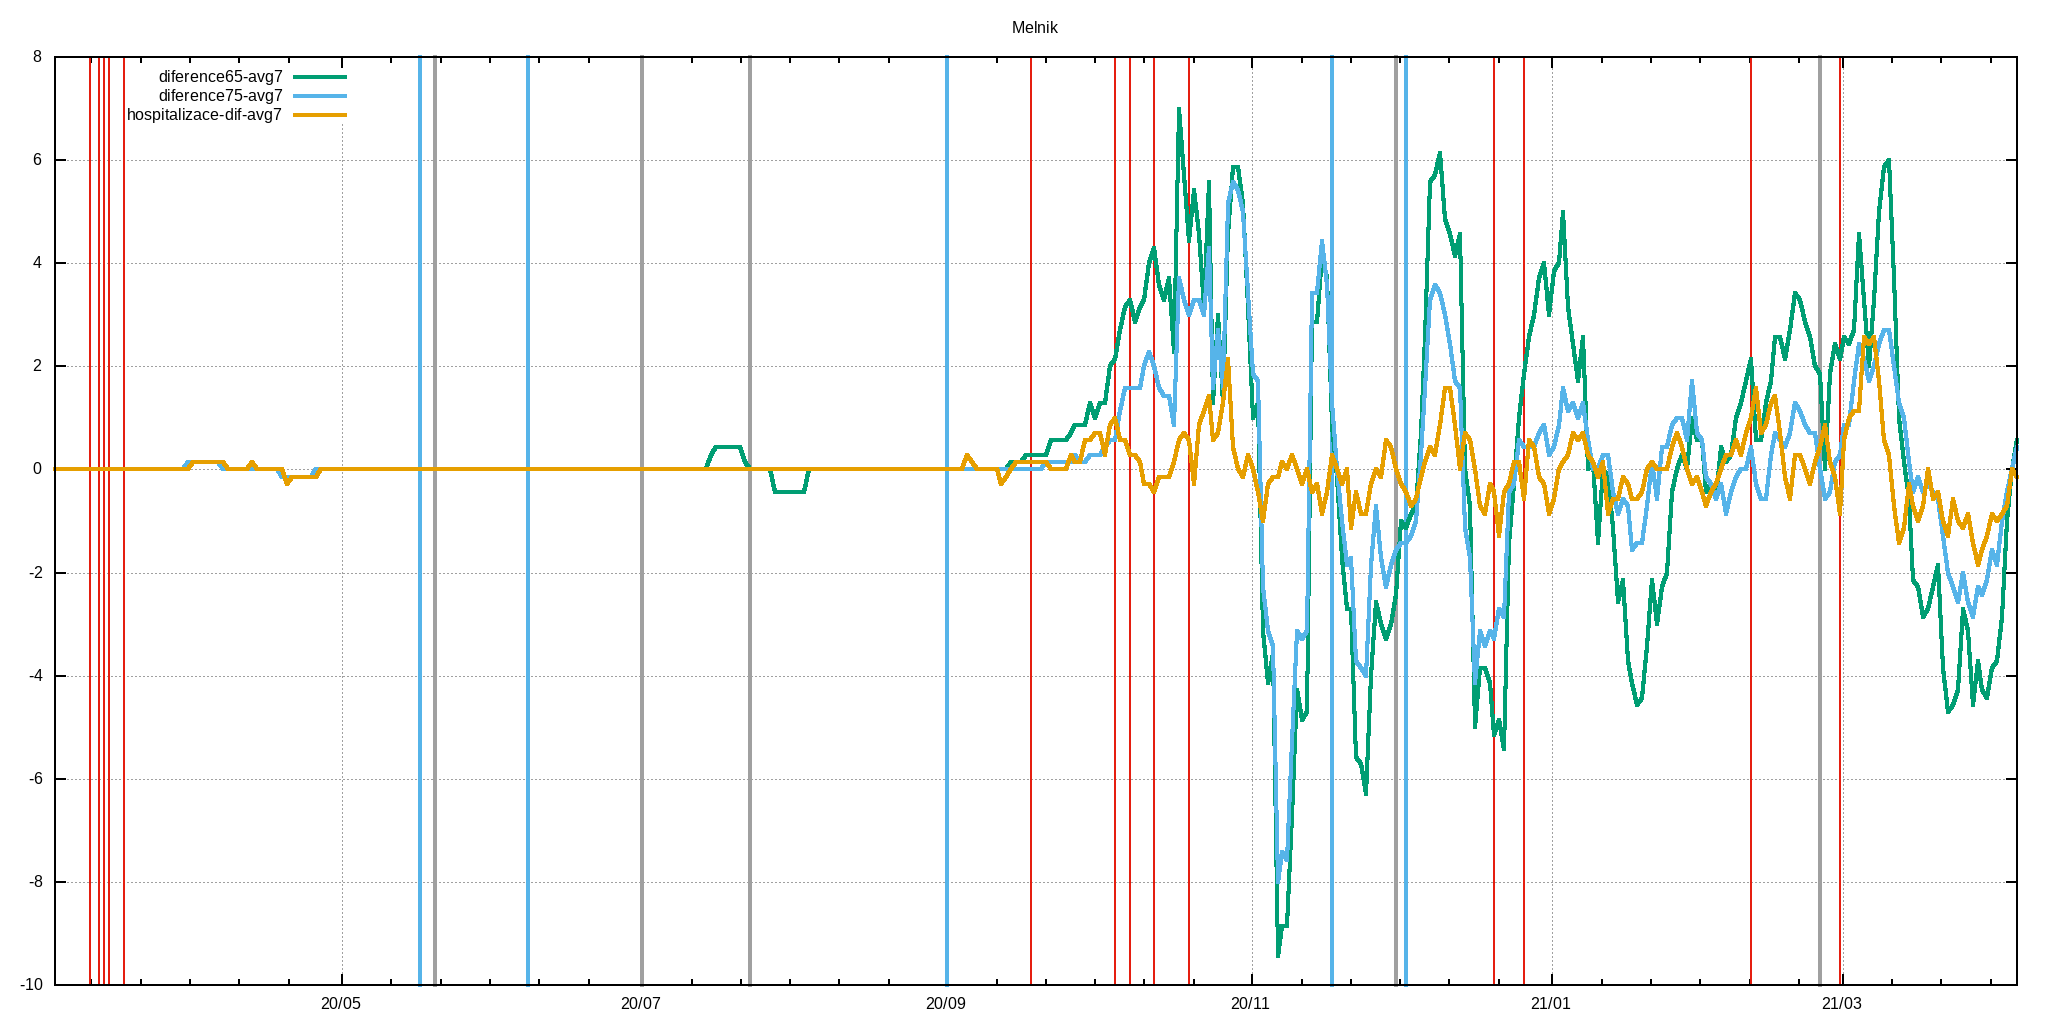 Melnik
8
diference65-avg7
diference75-avg7
hospitalizace-dif-avg7
6
4
2
0
-2
-4
-6
-8
-10
20/05 20/07 20/09 20/11 21/01 21/03